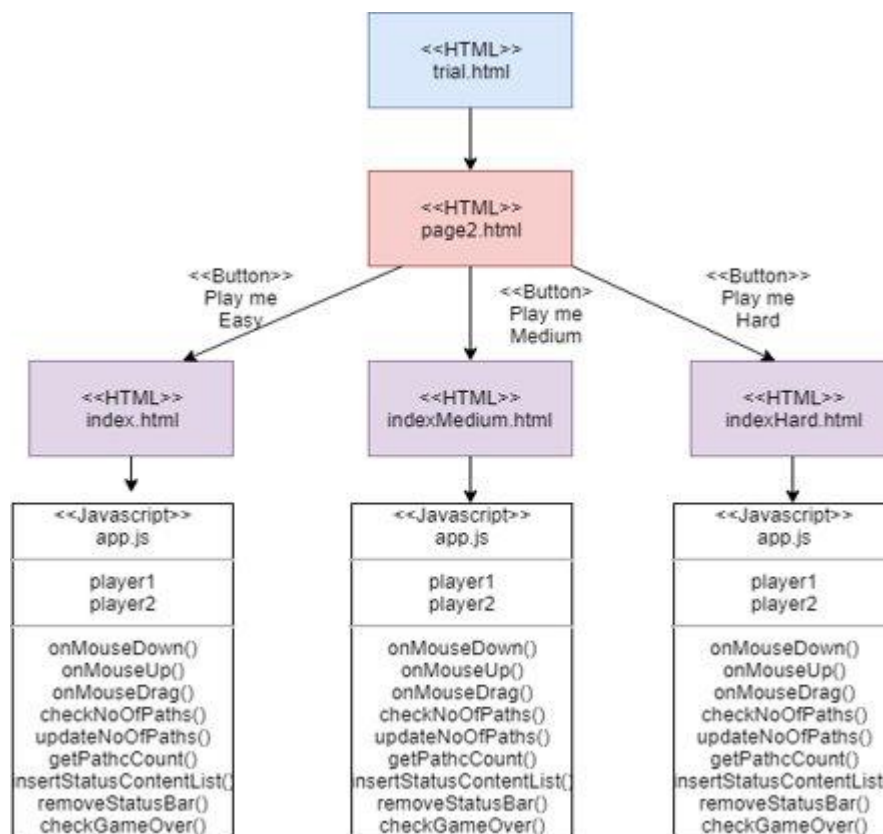 <<HTML>>
trial.html
<<HTML>>
page2.html
<<Button>>
Play me
Easy
<<Button>
Play me
Medium
<<Button>>
Play me
Hard
<<HTML>>
index.html
<<HTML>>
indexMedium.html
<<HTML>>
indexHard.html
<<Javascript>>
app.js
player1
player2
onMouseDown()
onMouseUp()
onMouseDrag()
checkNoOfPaths()
updateNoOfPaths()
getPathcCount()
insertStatusContentList()
removeStatusBar()
checkGameOver()
<<Javascript>>
app.js
player1
player2
onMouseDown()
onMouseUp()
onMouseDrag()
checkNoOfPaths()
updateNoOfPaths()
getPathcCount()
insertStatusContentList()
removeStatusBar()
checkGameOver()
<<Javascript>>
app.js
player1
player2
onMouseDown()
onMouseUp()
onMouseDrag()
checkNoOfPaths()
updateNoOfPaths()
getPathcCount()
insertStatusContentList
removeStatusBar()
checkGameOver()